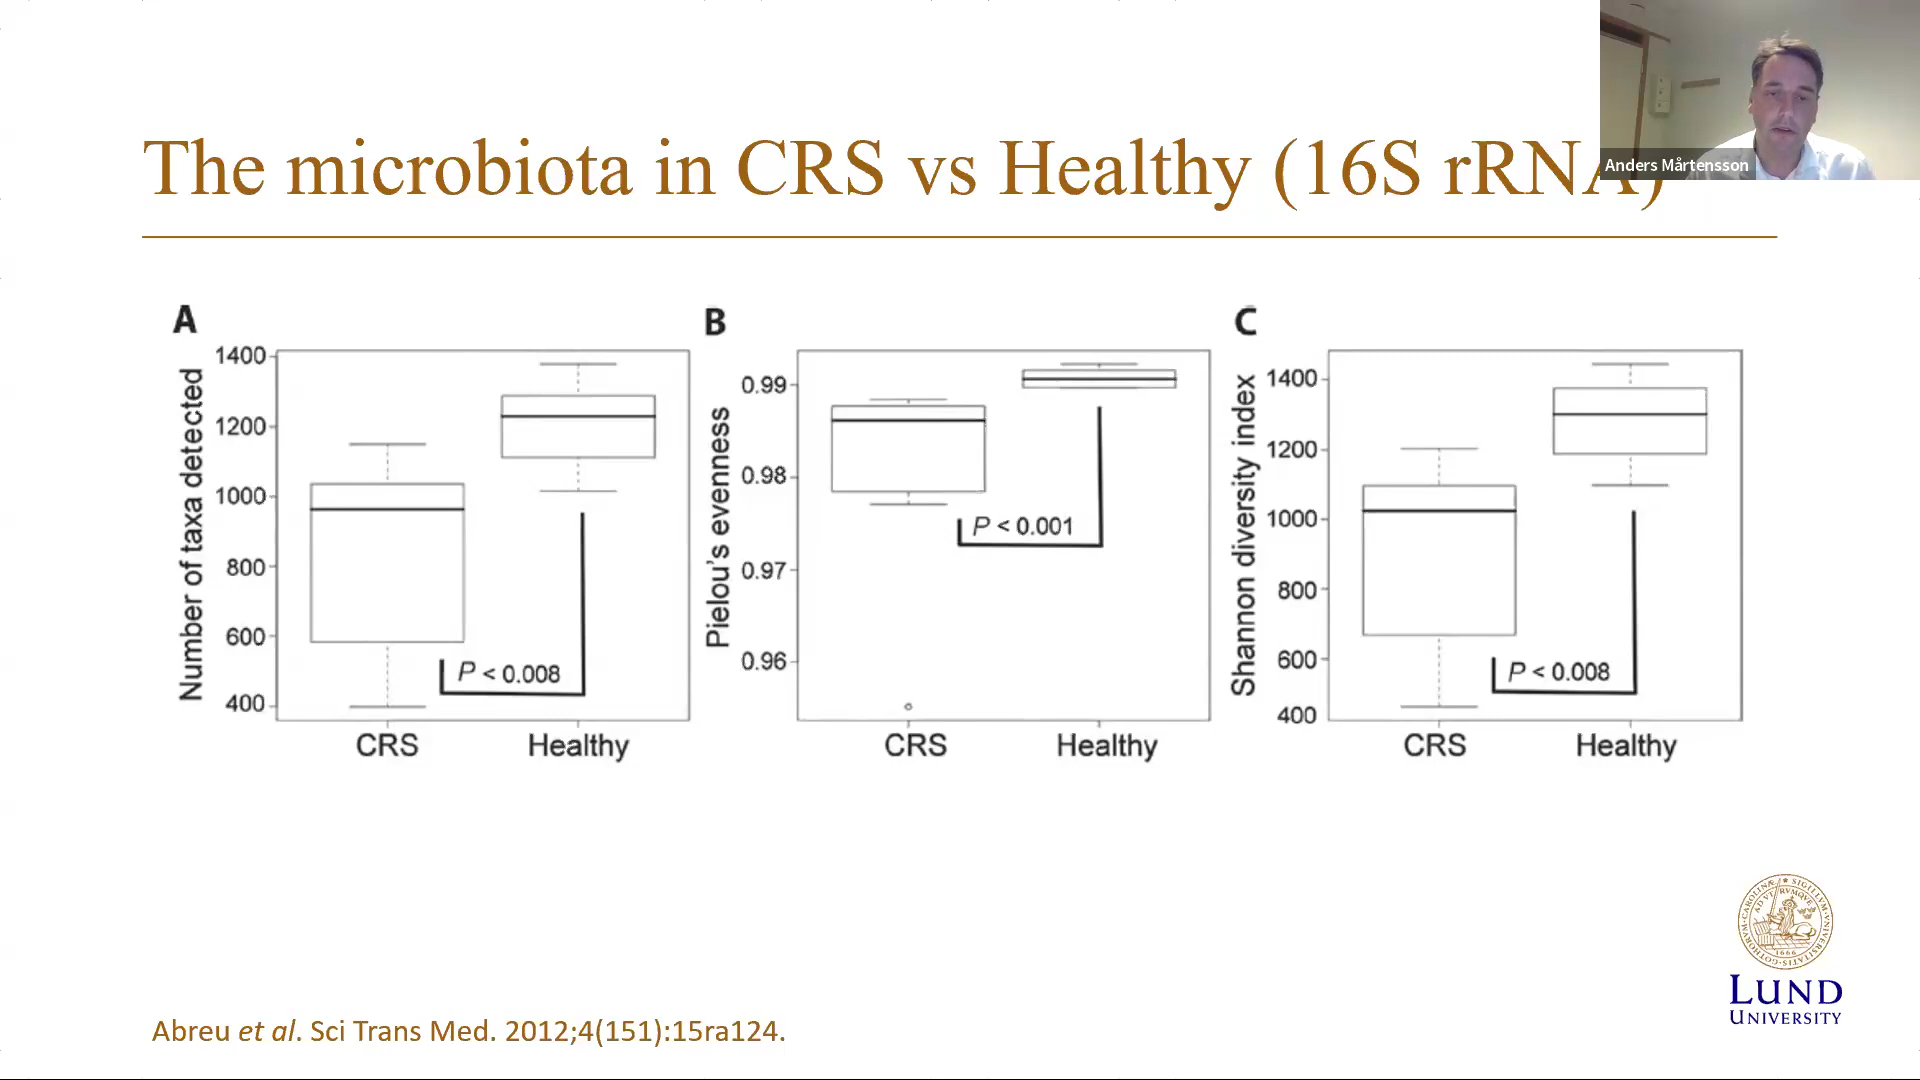 The microbiota in CRS vs Healthy (16S rRNA)
Anders Mårtensson
A
Number of taxa detected
1400
1200
1000
800
600
400
P < 0.008
CRS
Healthy
B
Pielou's evenness
0.99
0.98
0.97
0.96
P < 0.001
CRS
Healthy
C
Shannon diversity index
1400
1200
1000
800
600
400
P < 0.008
CRS
Healthy
LUND
UNIVERSITY
Abreu et al. Sci Trans Med. 2012;4(151):15ra124.